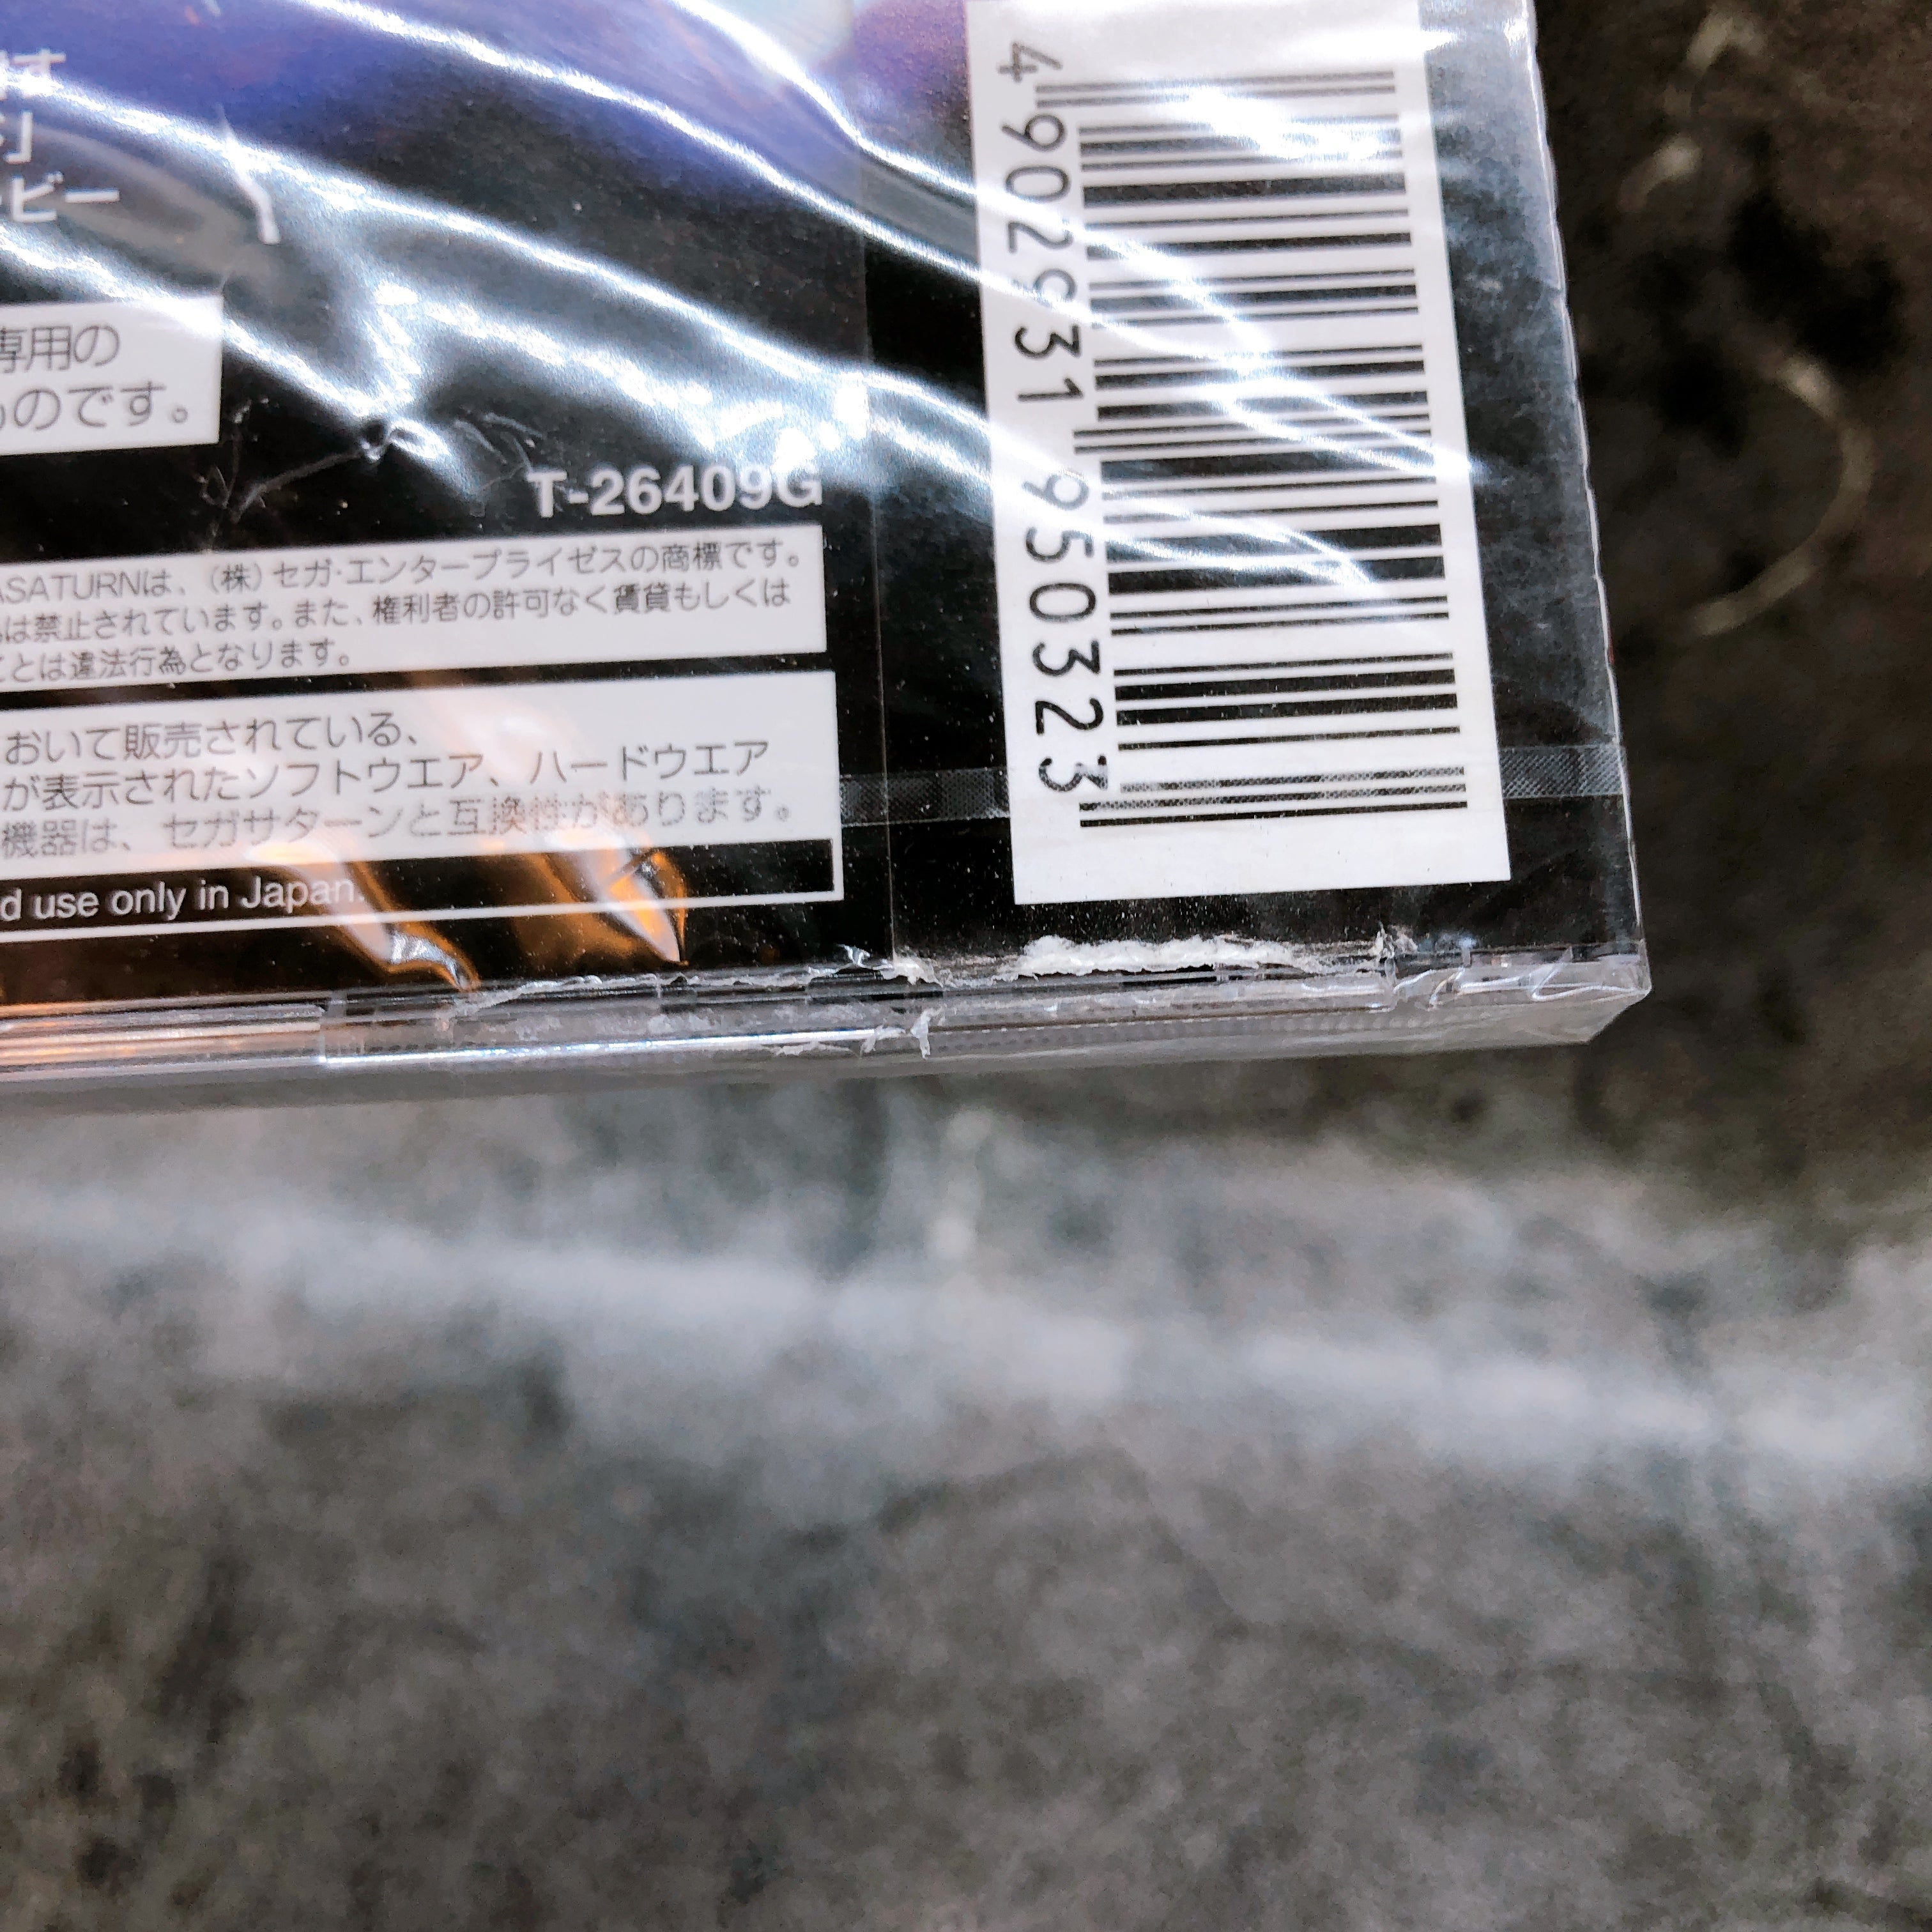 ービー
専用の
ものです。
T-26409G
ASATURNは、(株)セガ・エンタープライゼスの商標です。
は禁止されています。また、権利者の許可なく賃貸もしくは
ことは違法行為となります。
おいて販売されている、
が表示されたソフトウエア、ハードウエア
機器は、セガサターンと互換性があります。
d use only in Japan.
4 902931 950323